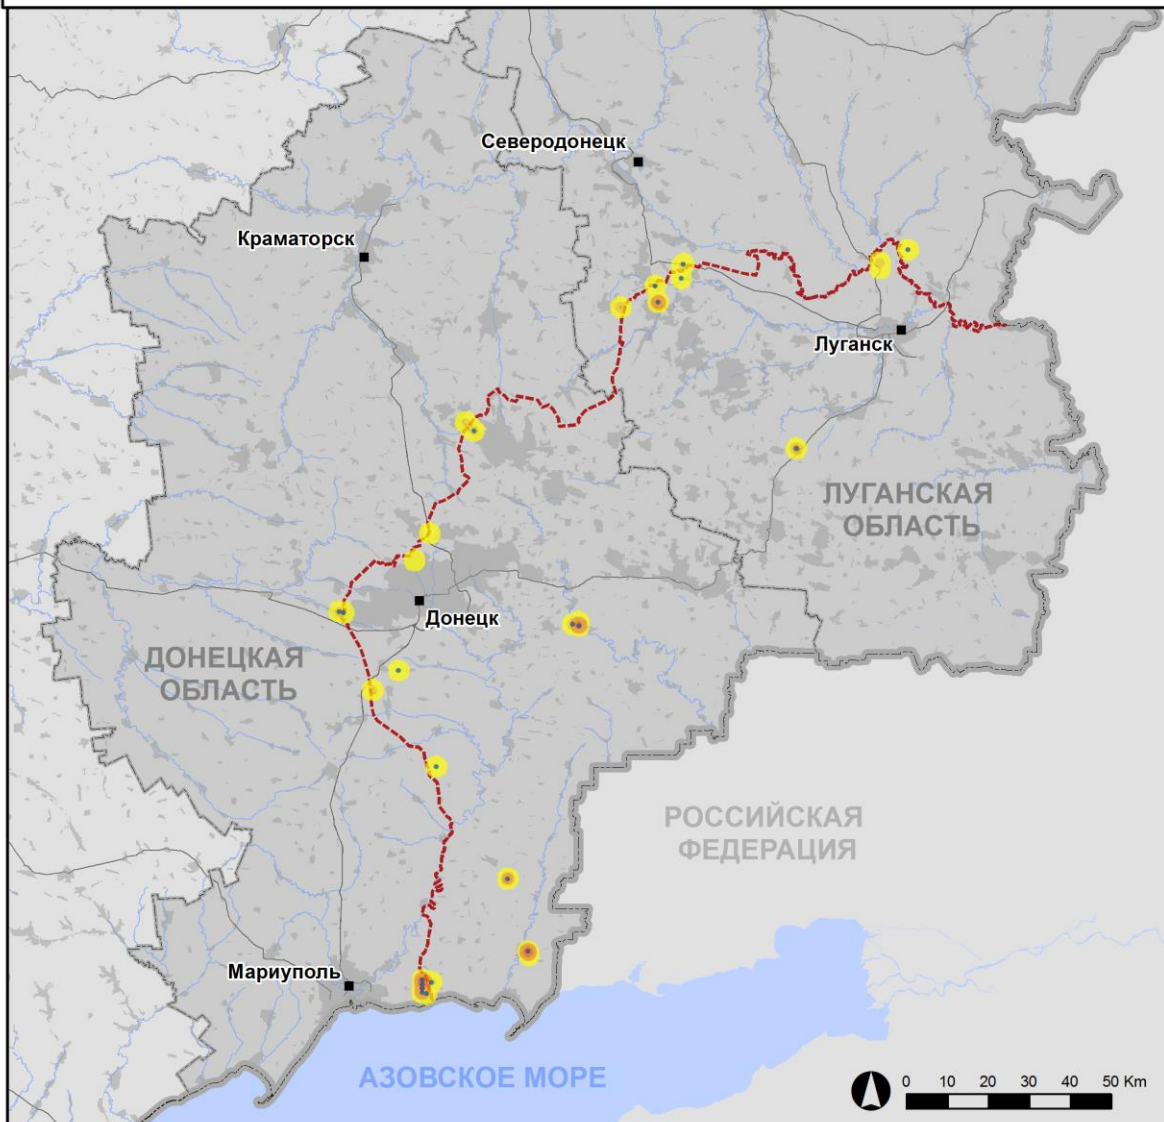 Северодонецк
Краматорск
Луганск
ЛУГАНСКАЯ
ОБЛАСТЬ
Донецк
ДОНЕЦКАЯ
ОБЛАСТЬ
РОССИЙСКАЯ
ФЕДЕРАЦИЯ
Мариуполь
АЗОВСКОЕ МОРЕ
0 10 20 30 40 50 Km